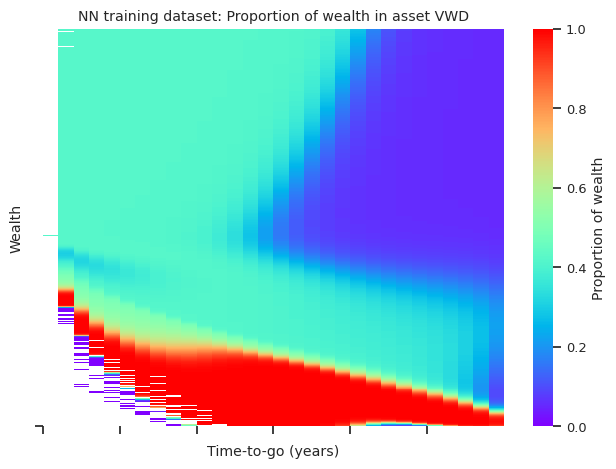 NN training dataset: Proportion of wealth in asset VWD
Wealth
Time-to-go (years)
1.0
0.8
0.6
0.4
0.2
0.0
Proportion of wealth